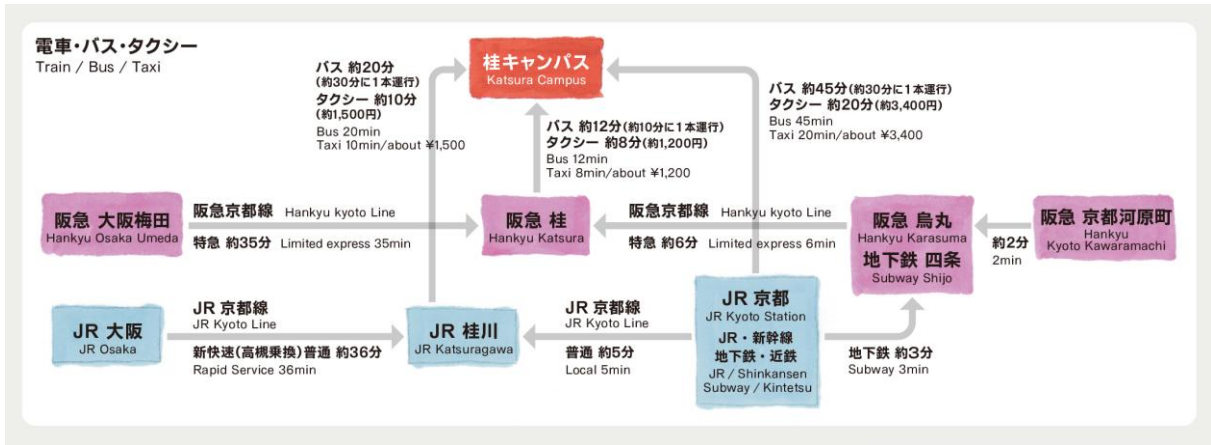 電車・バス・タクシー
Train / Bus / Taxi
バス 約20分
(約30分に1本運行)
タクシー 約10分
(約1,500円)
Bus 20min
Taxi 10min/about ¥1,500
桂キャンパス
Katsura Campus
バス 約12分(約10分に1本運行)
タクシー 約8分(約1,200円)
Bus 12min
Taxi 8min/about ¥1,200
バス 約45分(約30分に1本運行)
タクシー 約20分(約3,400円)
Bus 45min
Taxi 20min/about ¥3,400
阪急 大阪梅田
Hankyu Osaka Umeda
阪急京都線 Hankyu kyoto Line
特急 約35分 Limited express 35min
阪急 桂
Hankyu Katsura
阪急京都線 Hankyu kyoto Line
特急 約6分 Limited express 6min
阪急 烏丸
Hankyu Karasuma
地下鉄 四条
Subway Shijo
約2分
2min
阪急 京都河原町
Hankyu
Kyoto Kawaramachi
JR 大阪
JR Osaka
JR 京都線
JR Kyoto Line
新快速(高槻乗換)普通 約36分
Rapid Service 36min
JR 桂川
JR Katsuragawa
JR 京都線
JR Kyoto Line
普通 約5分
Local 5min
JR 京都
JR Kyoto Station
JR・新幹線
地下鉄・近鉄
JR / Shinkansen
Subway / Kintetsu
地下鉄 約3分
Subway 3min